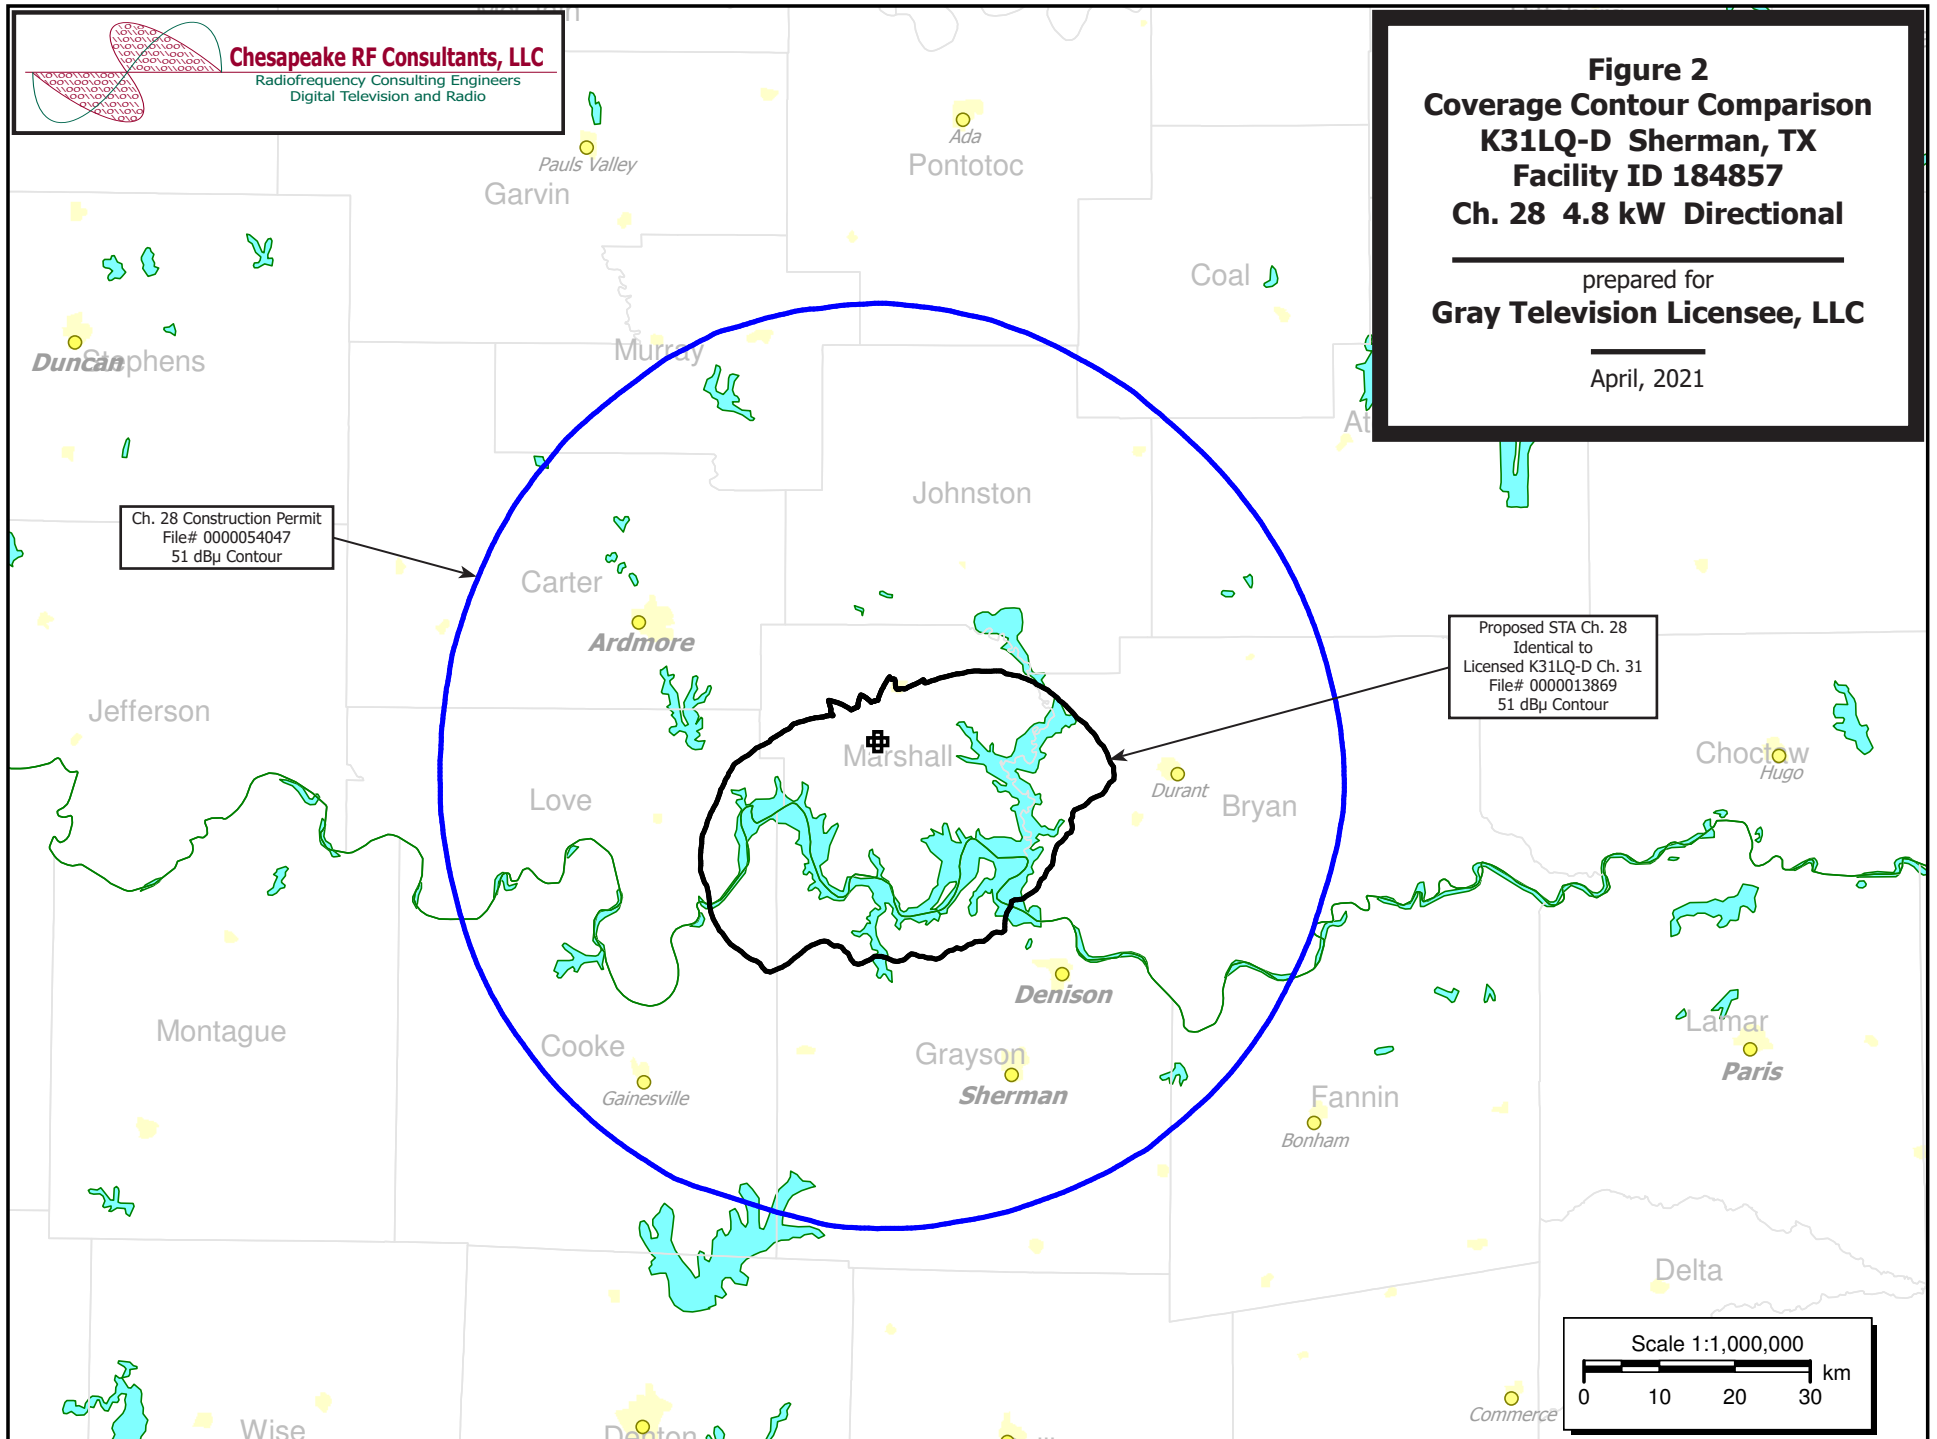 Chesapeake RF Consultants, LLC
Radiofrequency Consulting Engineers
Digital Television and Radio
Figure 2
Coverage Contour Comparison
K31LQ-D Sherman, TX
Facility ID 184857
Ch. 28 4.8 kW Directional
prepared for
Gray Television Licensee, LLC
April, 2021
Pauls Valley
Garvin
Ada
Pontotoc
Coal
Murray
Duncan
Stephens
At
Johnston
Ch. 28 Construction Permit
File# 0000054047
51 dBµ Contour
Carter
Ardmore
Proposed STA Ch. 28
Identical to
Licensed K31LQ-D Ch. 31
File# 0000013869
51 dBµ Contour
Jefferson
Marshall
Choctaw
Hugo
Love
Durant
Bryan
Denison
Montague
Cooke
Gainesville
Grayson
Sherman
Lamar
Paris
Fannin
Bonham
Delta
Scale 1:1,000,000
km
0 10 20 30
Commerce
Wise
Denton